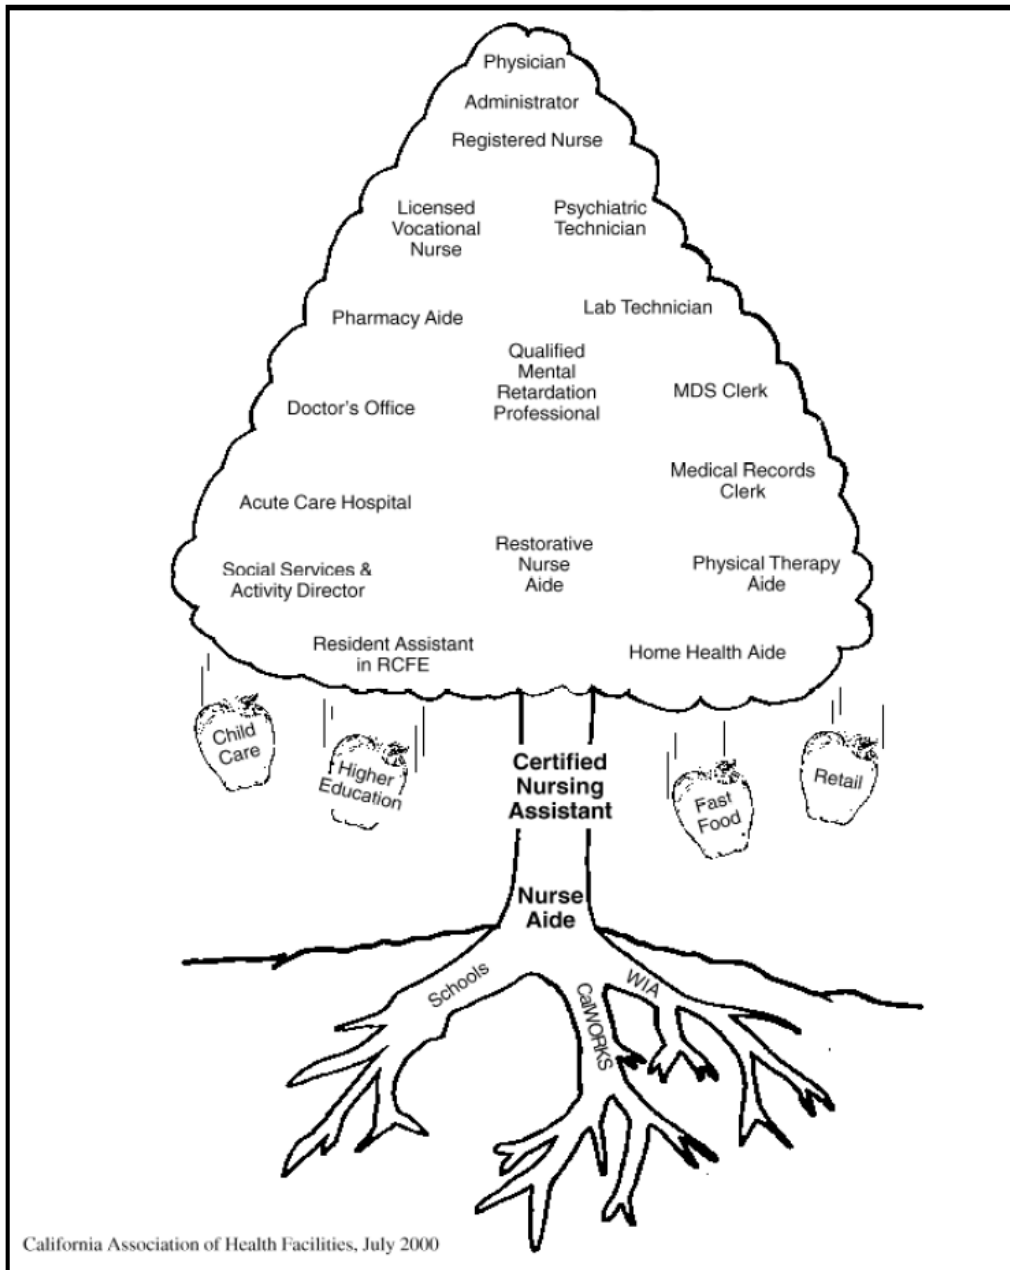 Physician
Administrator
Registered Nurse
Licensed
Vocational
Nurse
Psychiatric
Technician
Pharmacy Aide
Lab Technician
Qualified
Mental
Retardation
Professional
Doctor's Office
MDS Clerk
Acute Care Hospital
Medical Records
Clerk
Social Services &
Activity Director
Restorative
Nurse
Aide
Physical Therapy
Aide
Resident Assistant
in RCFE
Home Health Aide
Child
Care
Higher
Education
Fast
Food
Retail
Certified
Nursing
Assistant
Nurse
Aide
Schools
CalWORKS
WIA
California Association of Health Facilities, July 2000